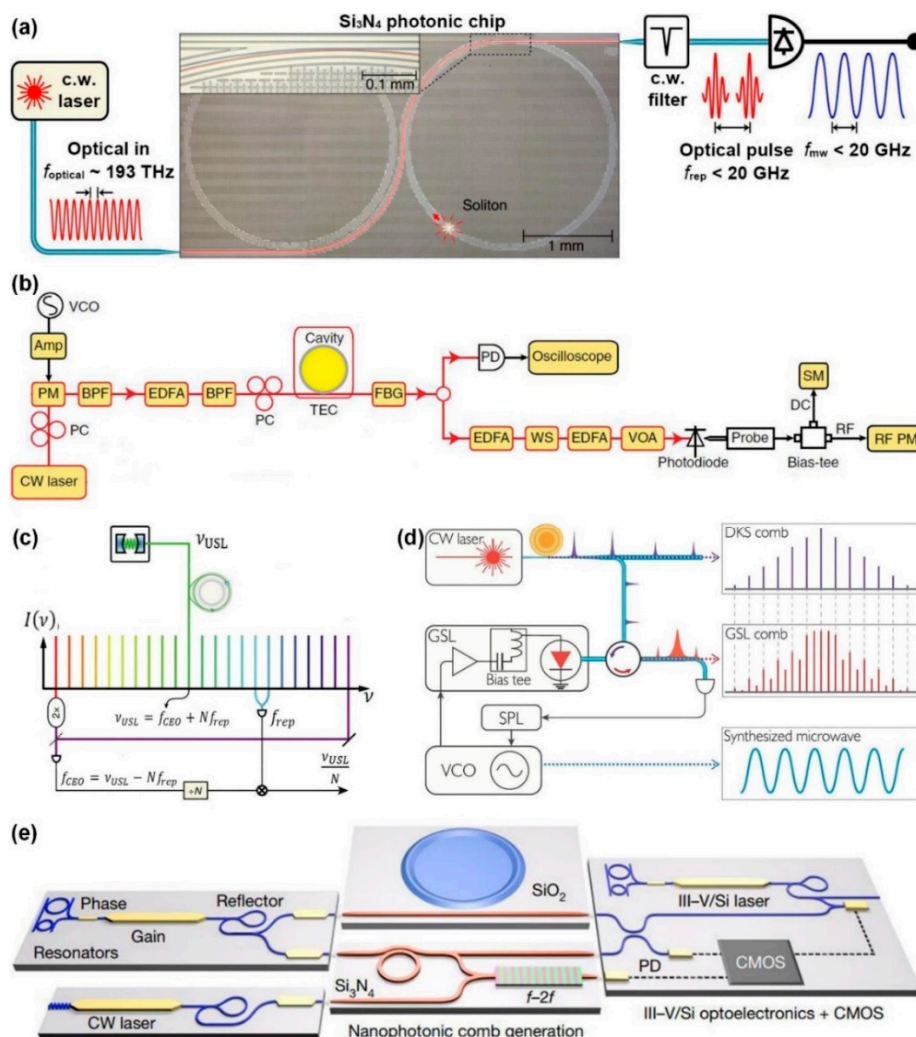 (a)
Si₃N₄ photonic chip
c.w. laser
Optical in
f_optical ~ 193 THz
0.1 mm
Soliton
1 mm
c.w. filter
Optical pulse
f_rep < 20 GHz
f_mw < 20 GHz
(b)
VCO
Amp
PM
BPF
EDFA
BPF
PC
PC
CW laser
Cavity
TEC
FBG
PD
Oscilloscope
EDFA
WS
EDFA
VOA
Photodiode
Probe
SM
DC
RF
Bias-tee
RF PM
(c)
ν_USL
I(ν)
ν
2x
ν_USL = f_CEO + Nf_rep
f_rep
f_CEO = ν_USL − Nf_rep
÷N
ν_USL
N
(d)
CW laser
GSL
Bias tee
SPL
VCO
DKS comb
GSL comb
Synthesized microwave
(e)
Phase
Reflector
Gain
Resonators
CW laser
SiO₂
Si₃N₄
f–2f
Nanophotonic comb generation
III–V/Si laser
PD
CMOS
III–V/Si optoelectronics + CMOS